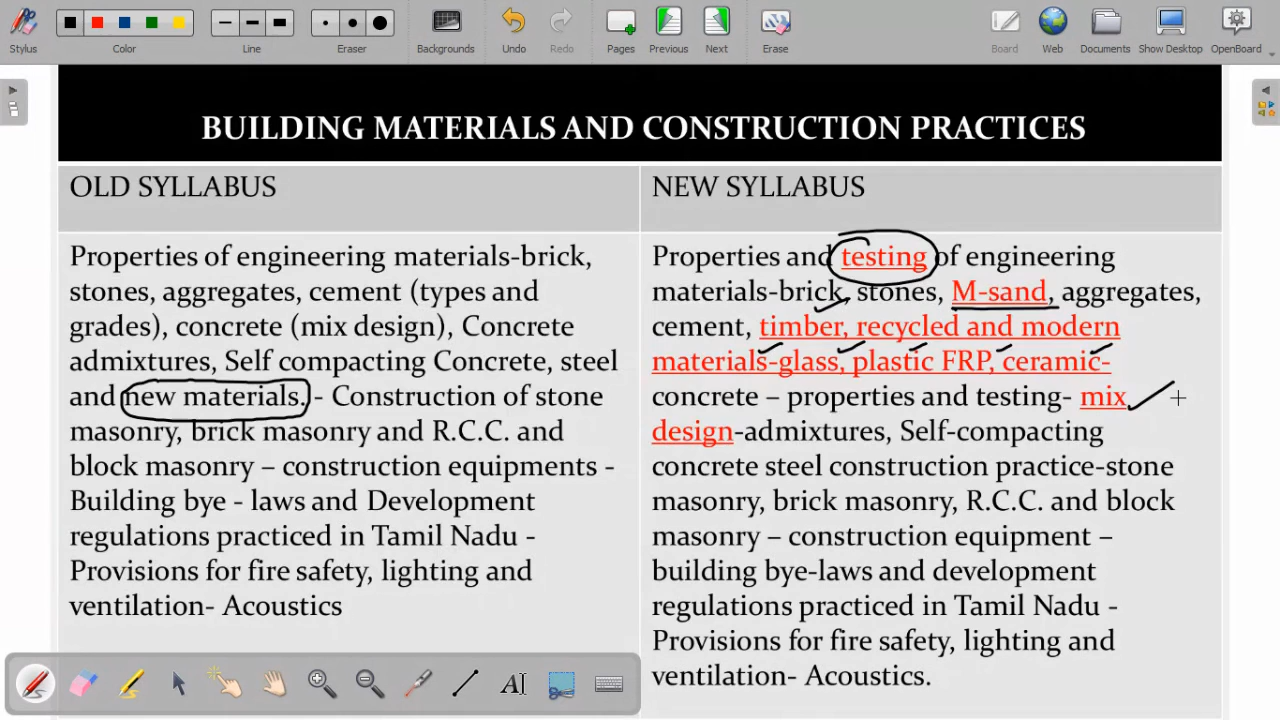 Stylus
Color
Line
Eraser
Backgrounds
Undo
Redo
Pages
Previous
Next
Erase
Board
Web
Documents
Show Desktop
OpenBoard
BUILDING MATERIALS AND CONSTRUCTION PRACTICES
OLD SYLLABUS
Properties of engineering materials-brick,
stones, aggregates, cement (types and
grades), concrete (mix design), Concrete
admixtures, Self compacting Concrete, steel
and new materials. - Construction of stone
masonry, brick masonry and R.C.C. and
block masonry – construction equipments -
Building bye - laws and Development
regulations practiced in Tamil Nadu -
Provisions for fire safety, lighting and
ventilation- Acoustics
NEW SYLLABUS
Properties and testing of engineering
materials-brick, stones, M-sand, aggregates,
cement, timber, recycled and modern
materials-glass, plastic FRP, ceramic-
concrete – properties and testing- mix
design-admixtures, Self-compacting
concrete steel construction practice-stone
masonry, brick masonry, R.C.C. and block
masonry – construction equipment –
building bye-laws and development
regulations practiced in Tamil Nadu -
Provisions for fire safety, lighting and
ventilation- Acoustics.